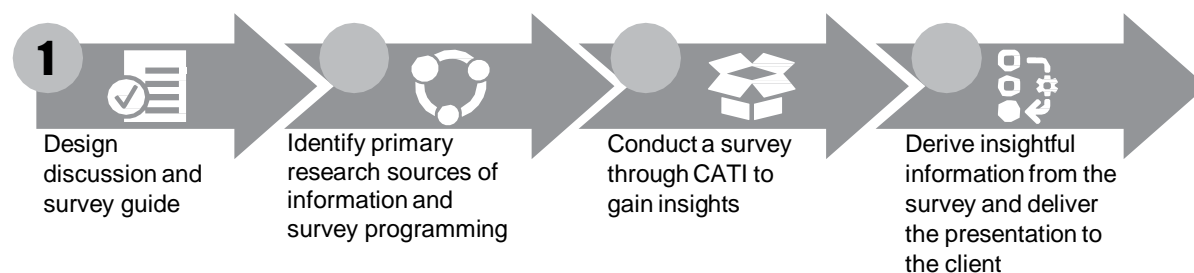 1
Design
discussion and
survey guide
Identify primary
research sources of
information and
survey programming
Conduct a survey
through CATI to
gain insights
Derive insightful
information from the
survey and deliver
the presentation to
the client